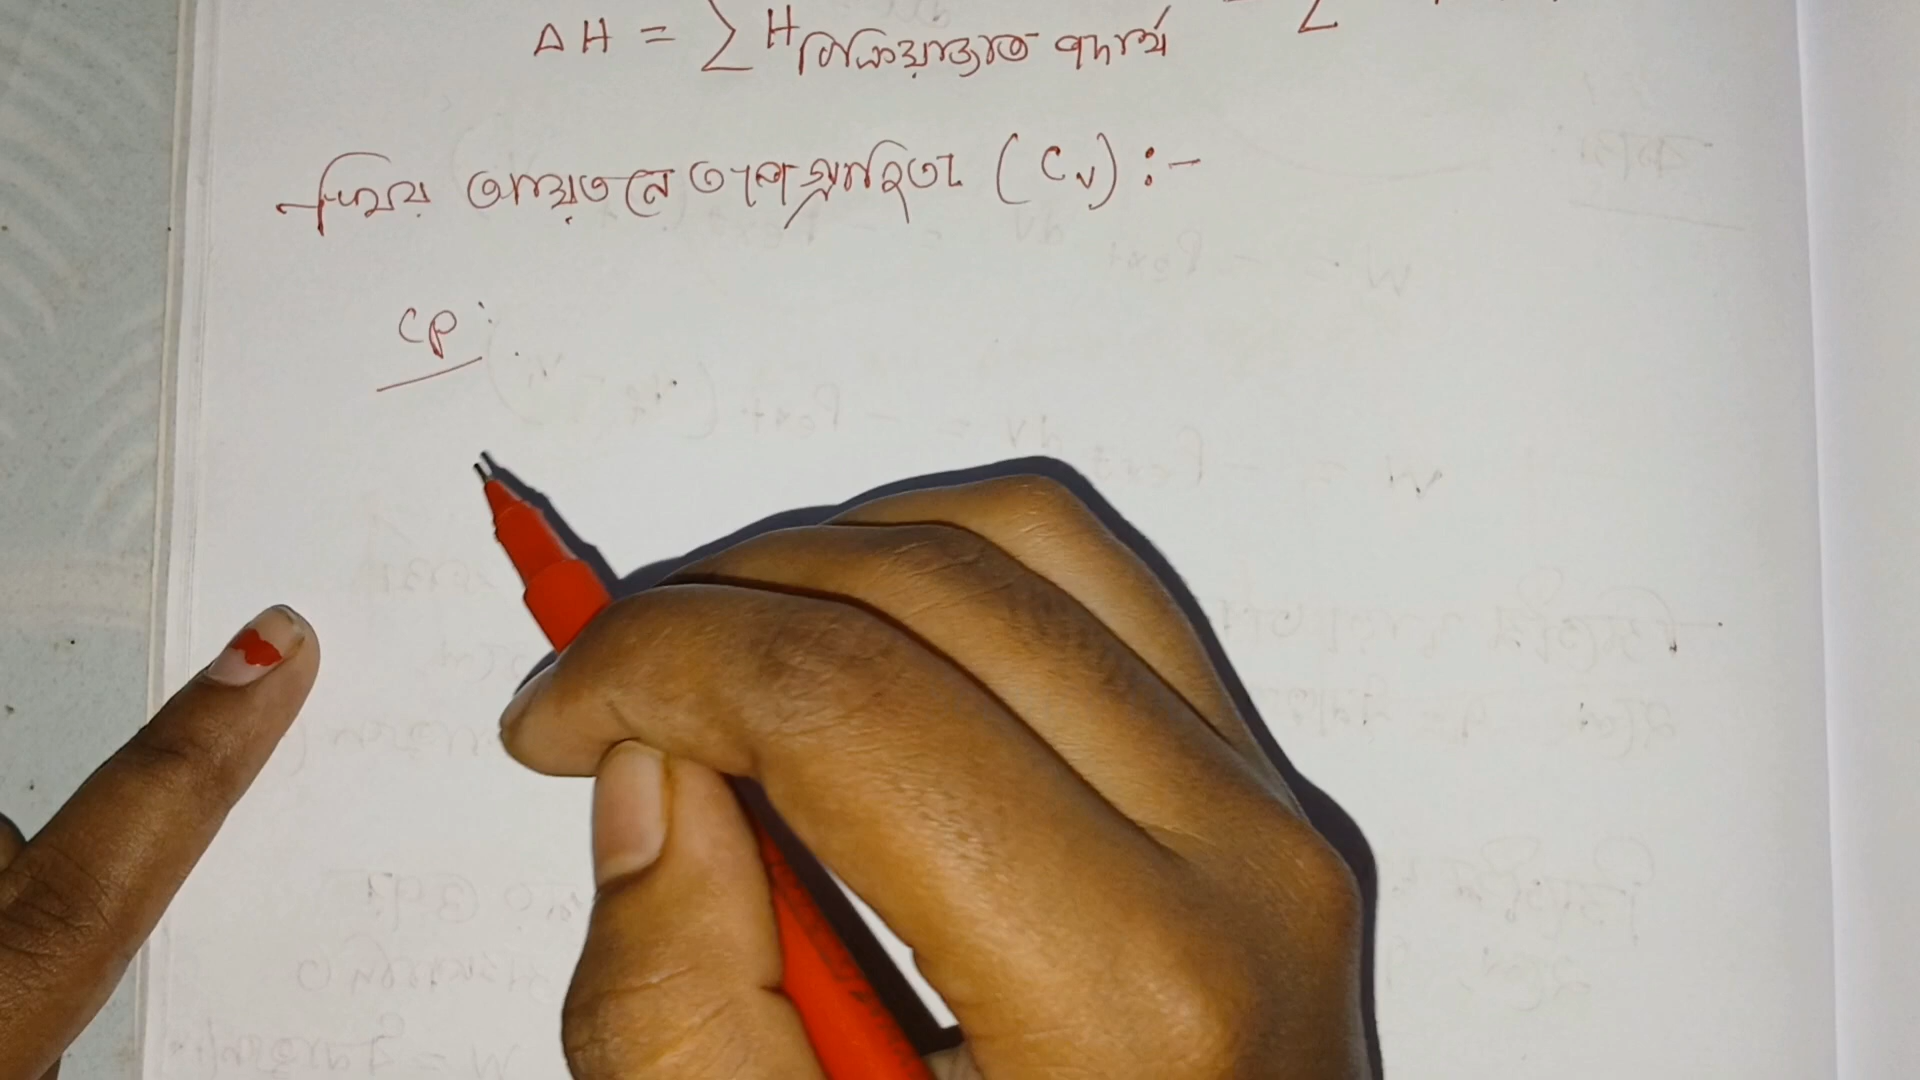 ΔH = ∑ H বিক্রিয়াজাত পদার্থ - ∑
স্থির আয়তনে তাপগ্রাহিতা (Cv) :-
CP: